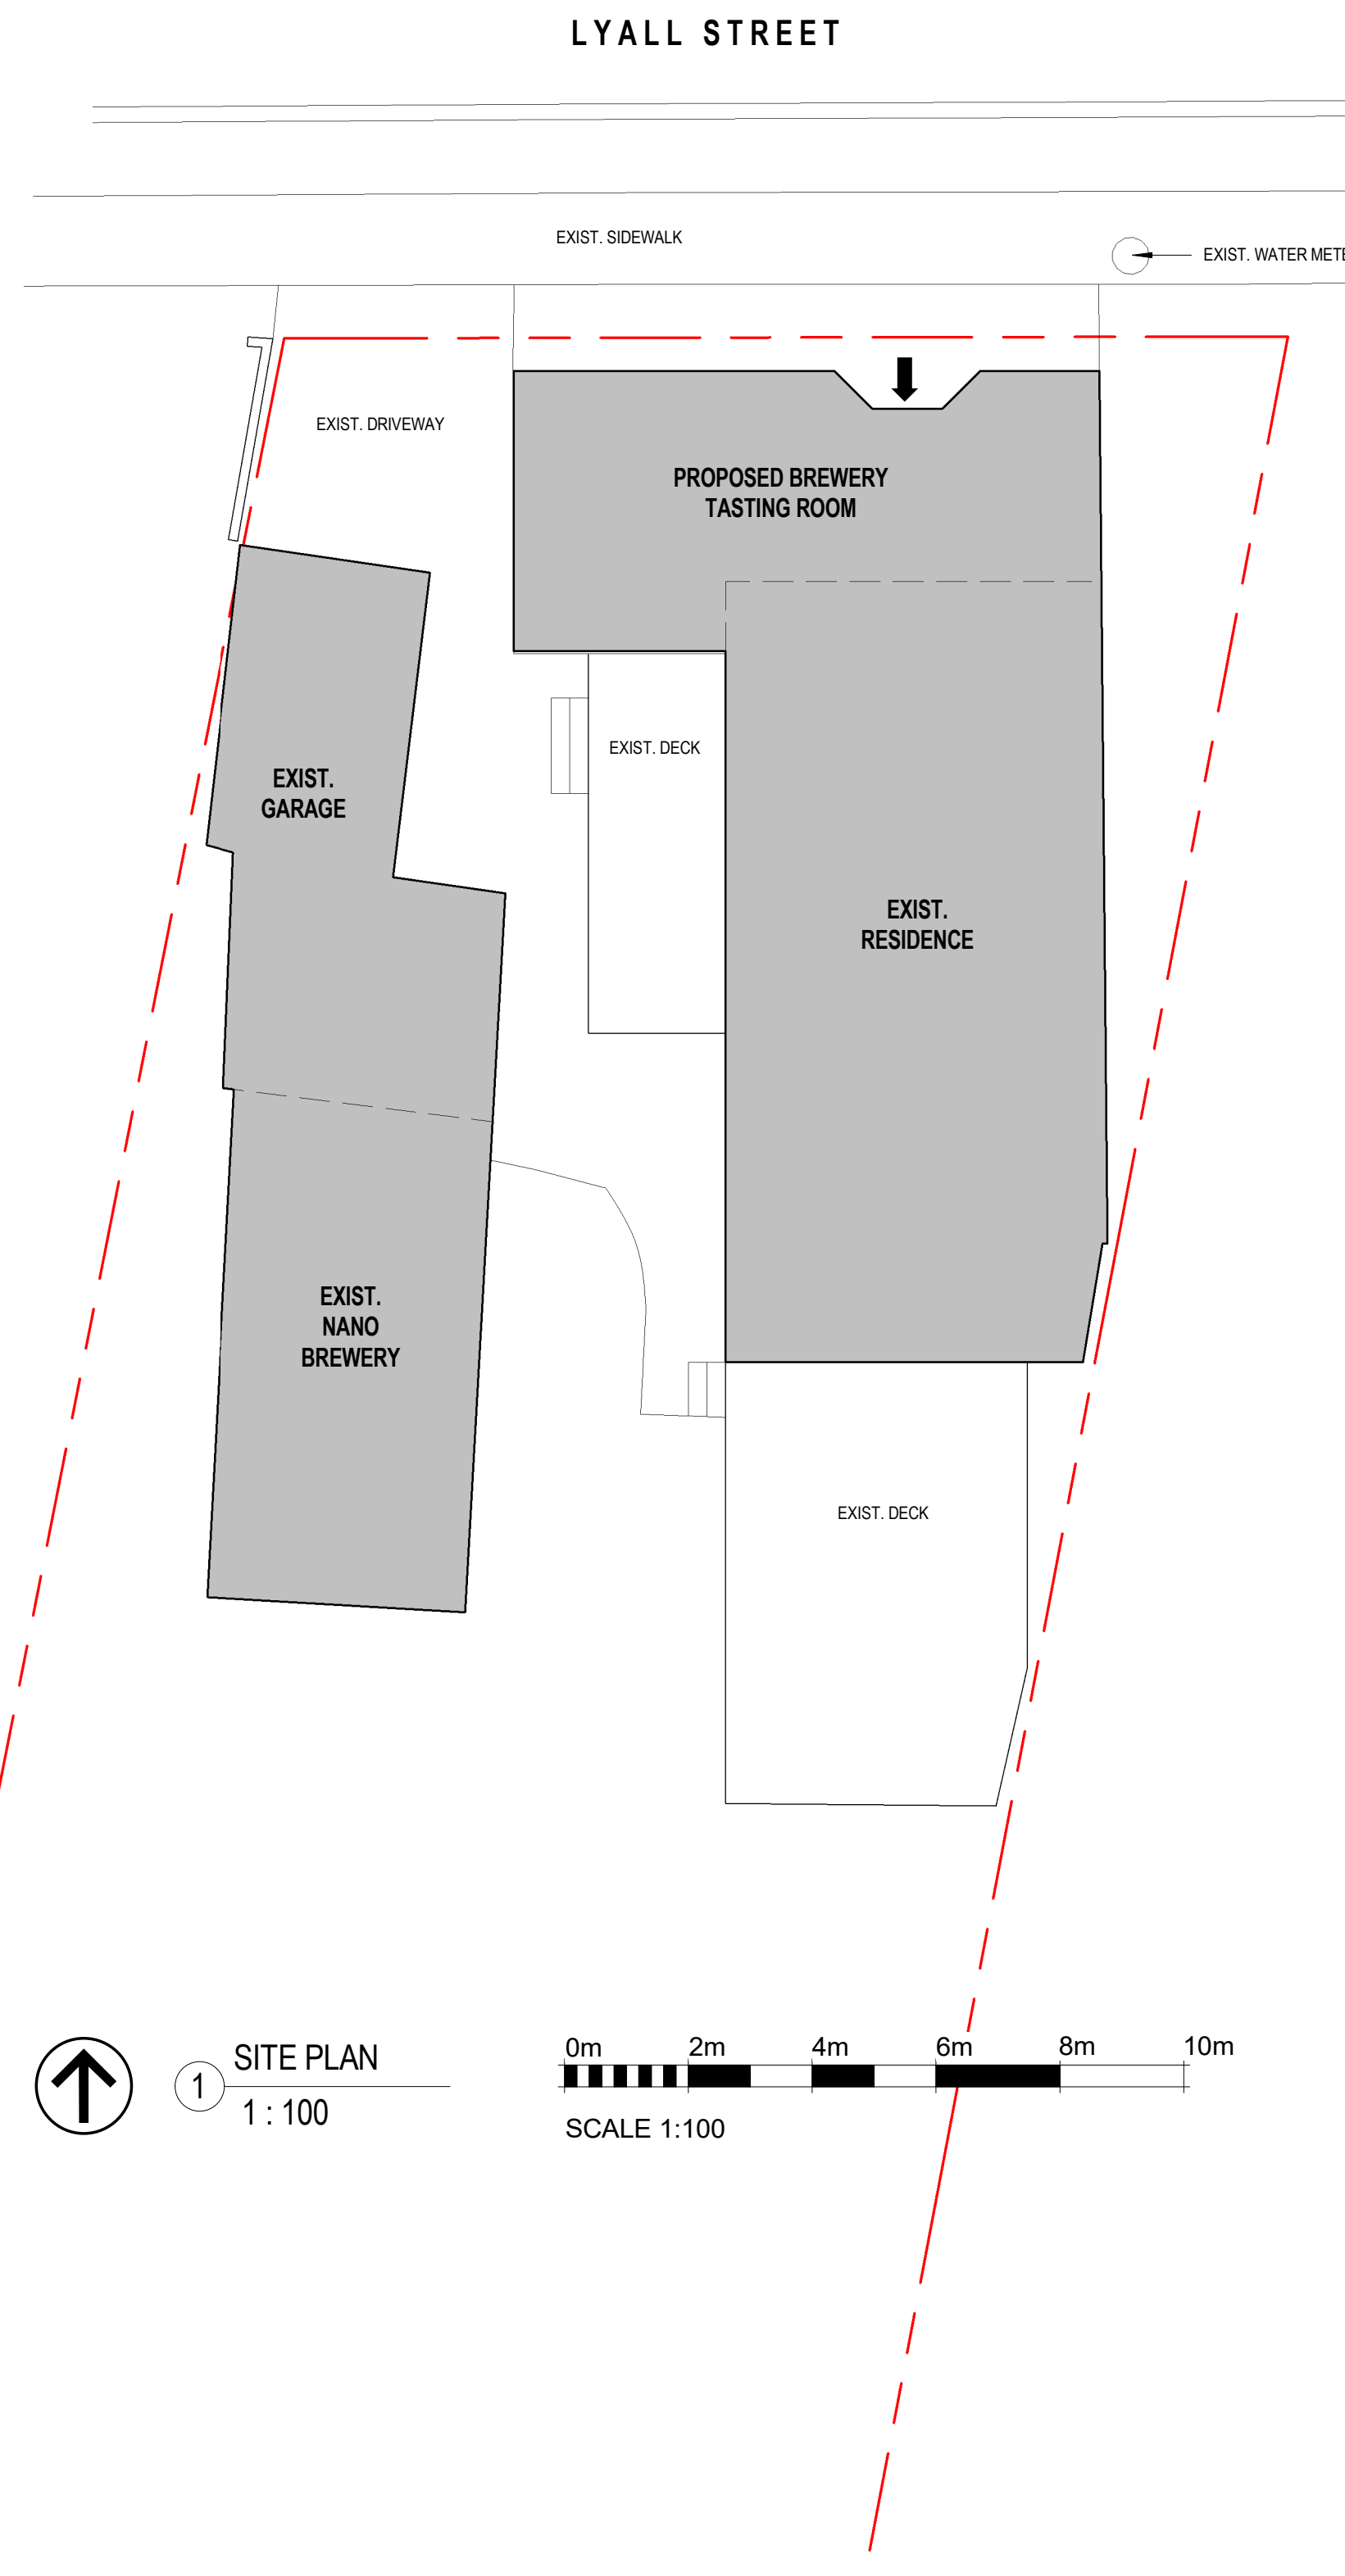 LYALL STREET
EXIST. SIDEWALK
EXIST. WATER METE
EXIST. DRIVEWAY
PROPOSED BREWERY
TASTING ROOM
EXIST. DECK
EXIST.
GARAGE
EXIST.
RESIDENCE
EXIST.
NANO
BREWERY
EXIST. DECK
1
SITE PLAN
1 : 100
0m 2m 4m 6m 8m 10m
SCALE 1:100